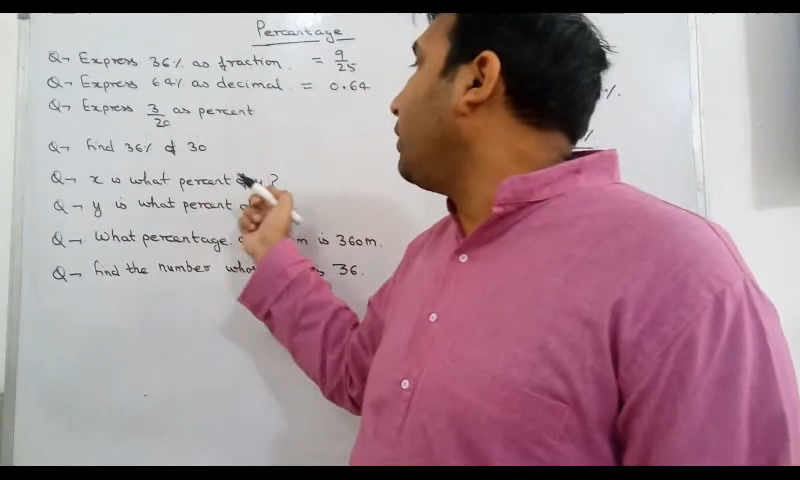 Percentage
Q→ Express 36% as fraction. = 9/25
Q→ Express 64% as decimal. = 0.64
Q→ Express 3/20 as percent
Q→ find 36% of 30
Q→ x is what percent y?
Q→ y is what percent
Q→ What percentage m is 360m.
Q→ find the number 36.
%.
%